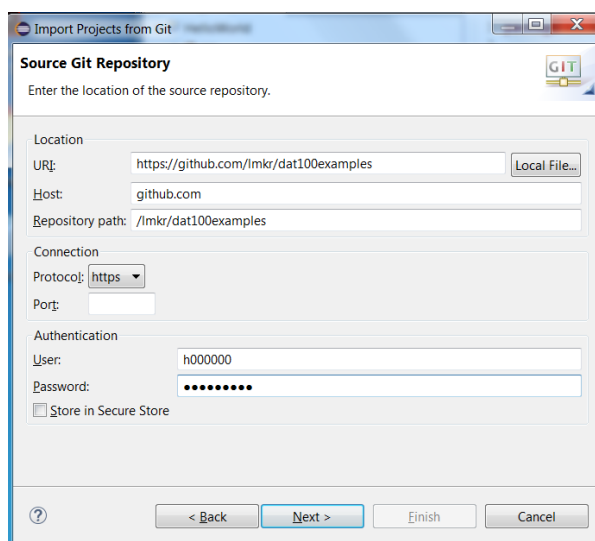 Import Projects from Git
Source Git Repository
GIT
Enter the location of the source repository.
Location
URI: https://github.com/lmkr/dat100examples Local File...
Host: github.com
Repository path: /lmkr/dat100examples
Connection
Protocol: https
Port:
Authentication
User: h000000
Password: ●●●●●●●●●
Store in Secure Store
? < Back Next > Finish Cancel